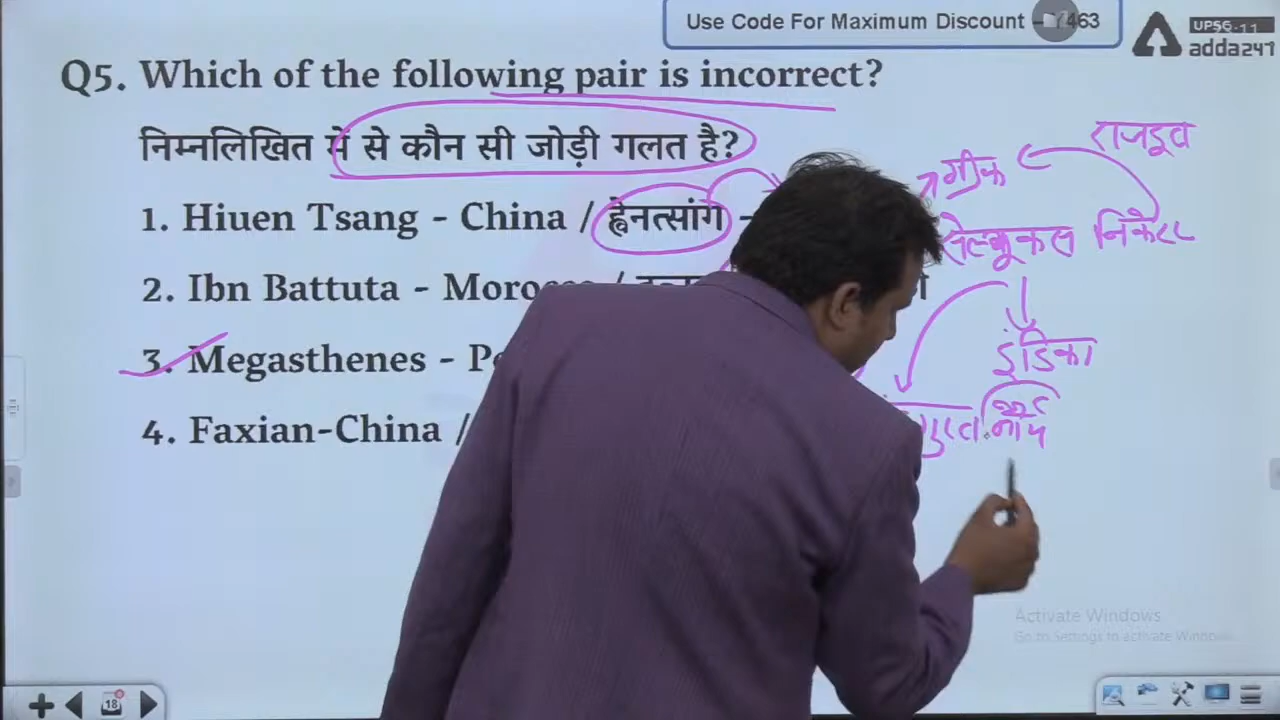 Use Code For Maximum Discount -
adda247
Q5. Which of the following pair is incorrect?
निम्नलिखित मे से कौन सी जोड़ी गलत है?
राजदूत
ग्रीक
1. Hiuen Tsang - China / ह्वेनत्सांग -
सेल्यूकस निकेटर
2. Ibn Battuta - Morocco /
इंडिका
3. Megasthenes -
4. Faxian-China /
मौर्य
Activate Windows
Go to Settings to activate Windows.
18